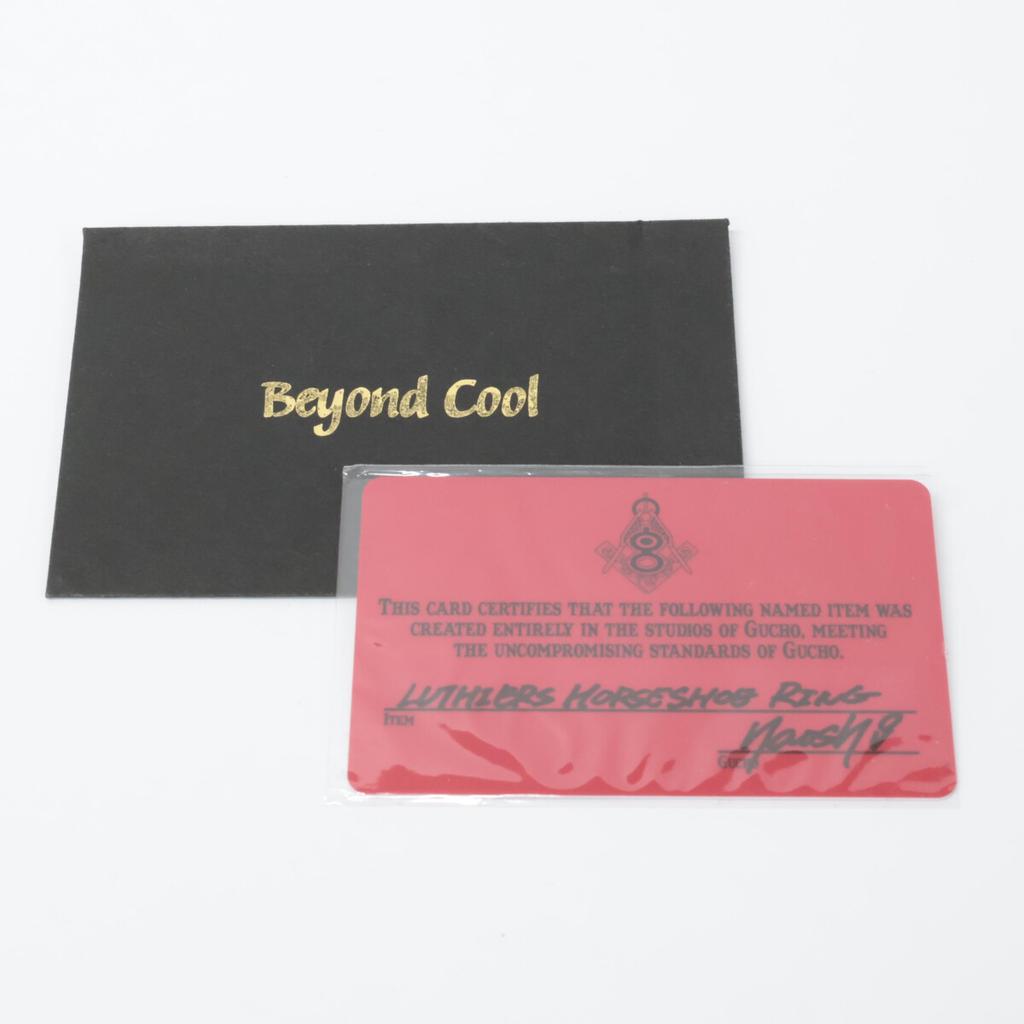 Beyond Cool
8
THIS CARD CERTIFIES THAT THE FOLLOWING NAMED ITEM WAS
CREATED ENTIRELY IN THE STUDIOS OF GUCHO, MEETING
THE UNCOMPROMISING STANDARDS OF GUCHO.
LUTHIERS HORSESHOE RING
ITEM